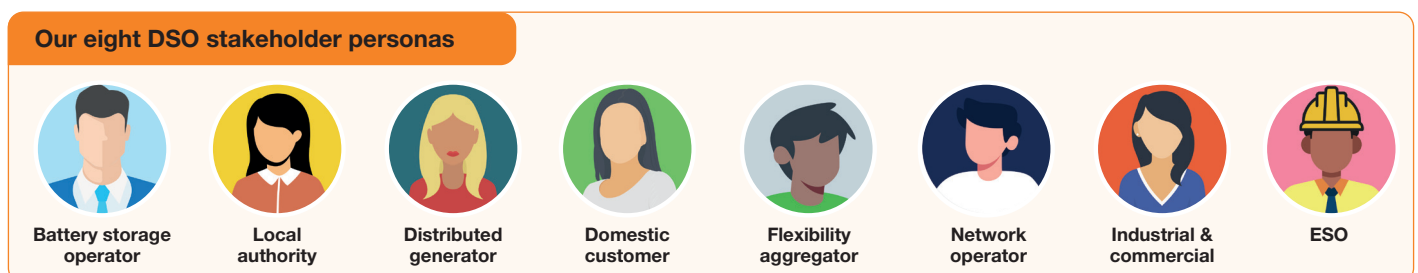 Our eight DSO stakeholder personas
Battery storage
operator
Local
authority
Distributed
generator
Domestic
customer
Flexibility
aggregator
Network
operator
Industrial &
commercial
ESO